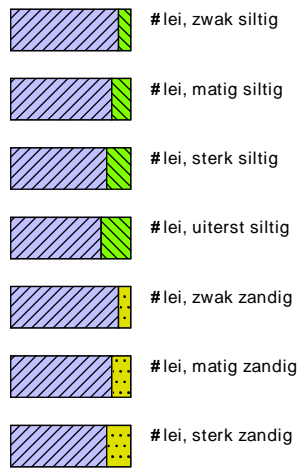 #lei, zwak siltig
#lei, matig siltig
#lei, sterk siltig
#lei, uiterst siltig
#lei, zwak zandig
#lei, matig zandig
#lei, sterk zandig